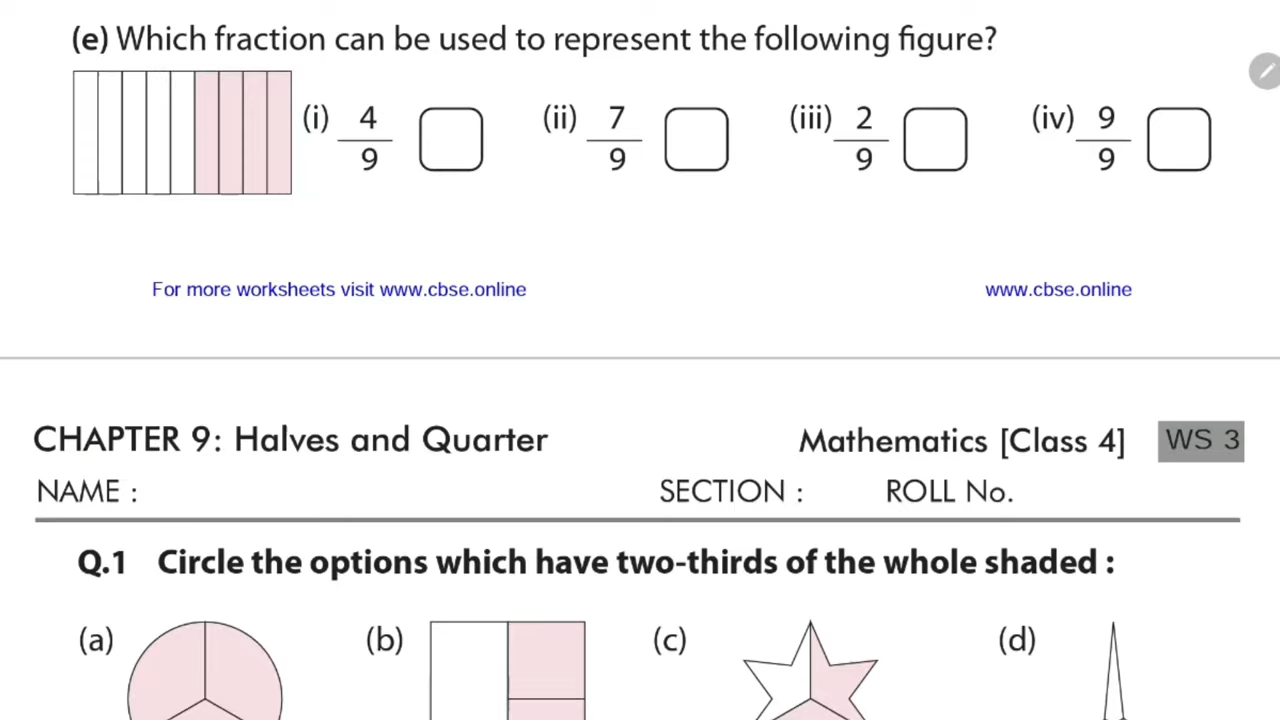 (e) Which fraction can be used to represent the following figure?
(i) 4/9 (ii) 7/9 (iii) 2/9 (iv) 9/9
For more worksheets visit www.cbse.online www.cbse.online
CHAPTER 9: Halves and Quarter Mathematics [Class 4] WS 3
NAME : SECTION : ROLL No.
Q.1 Circle the options which have two-thirds of the whole shaded :
(a) (b) (c) (d)